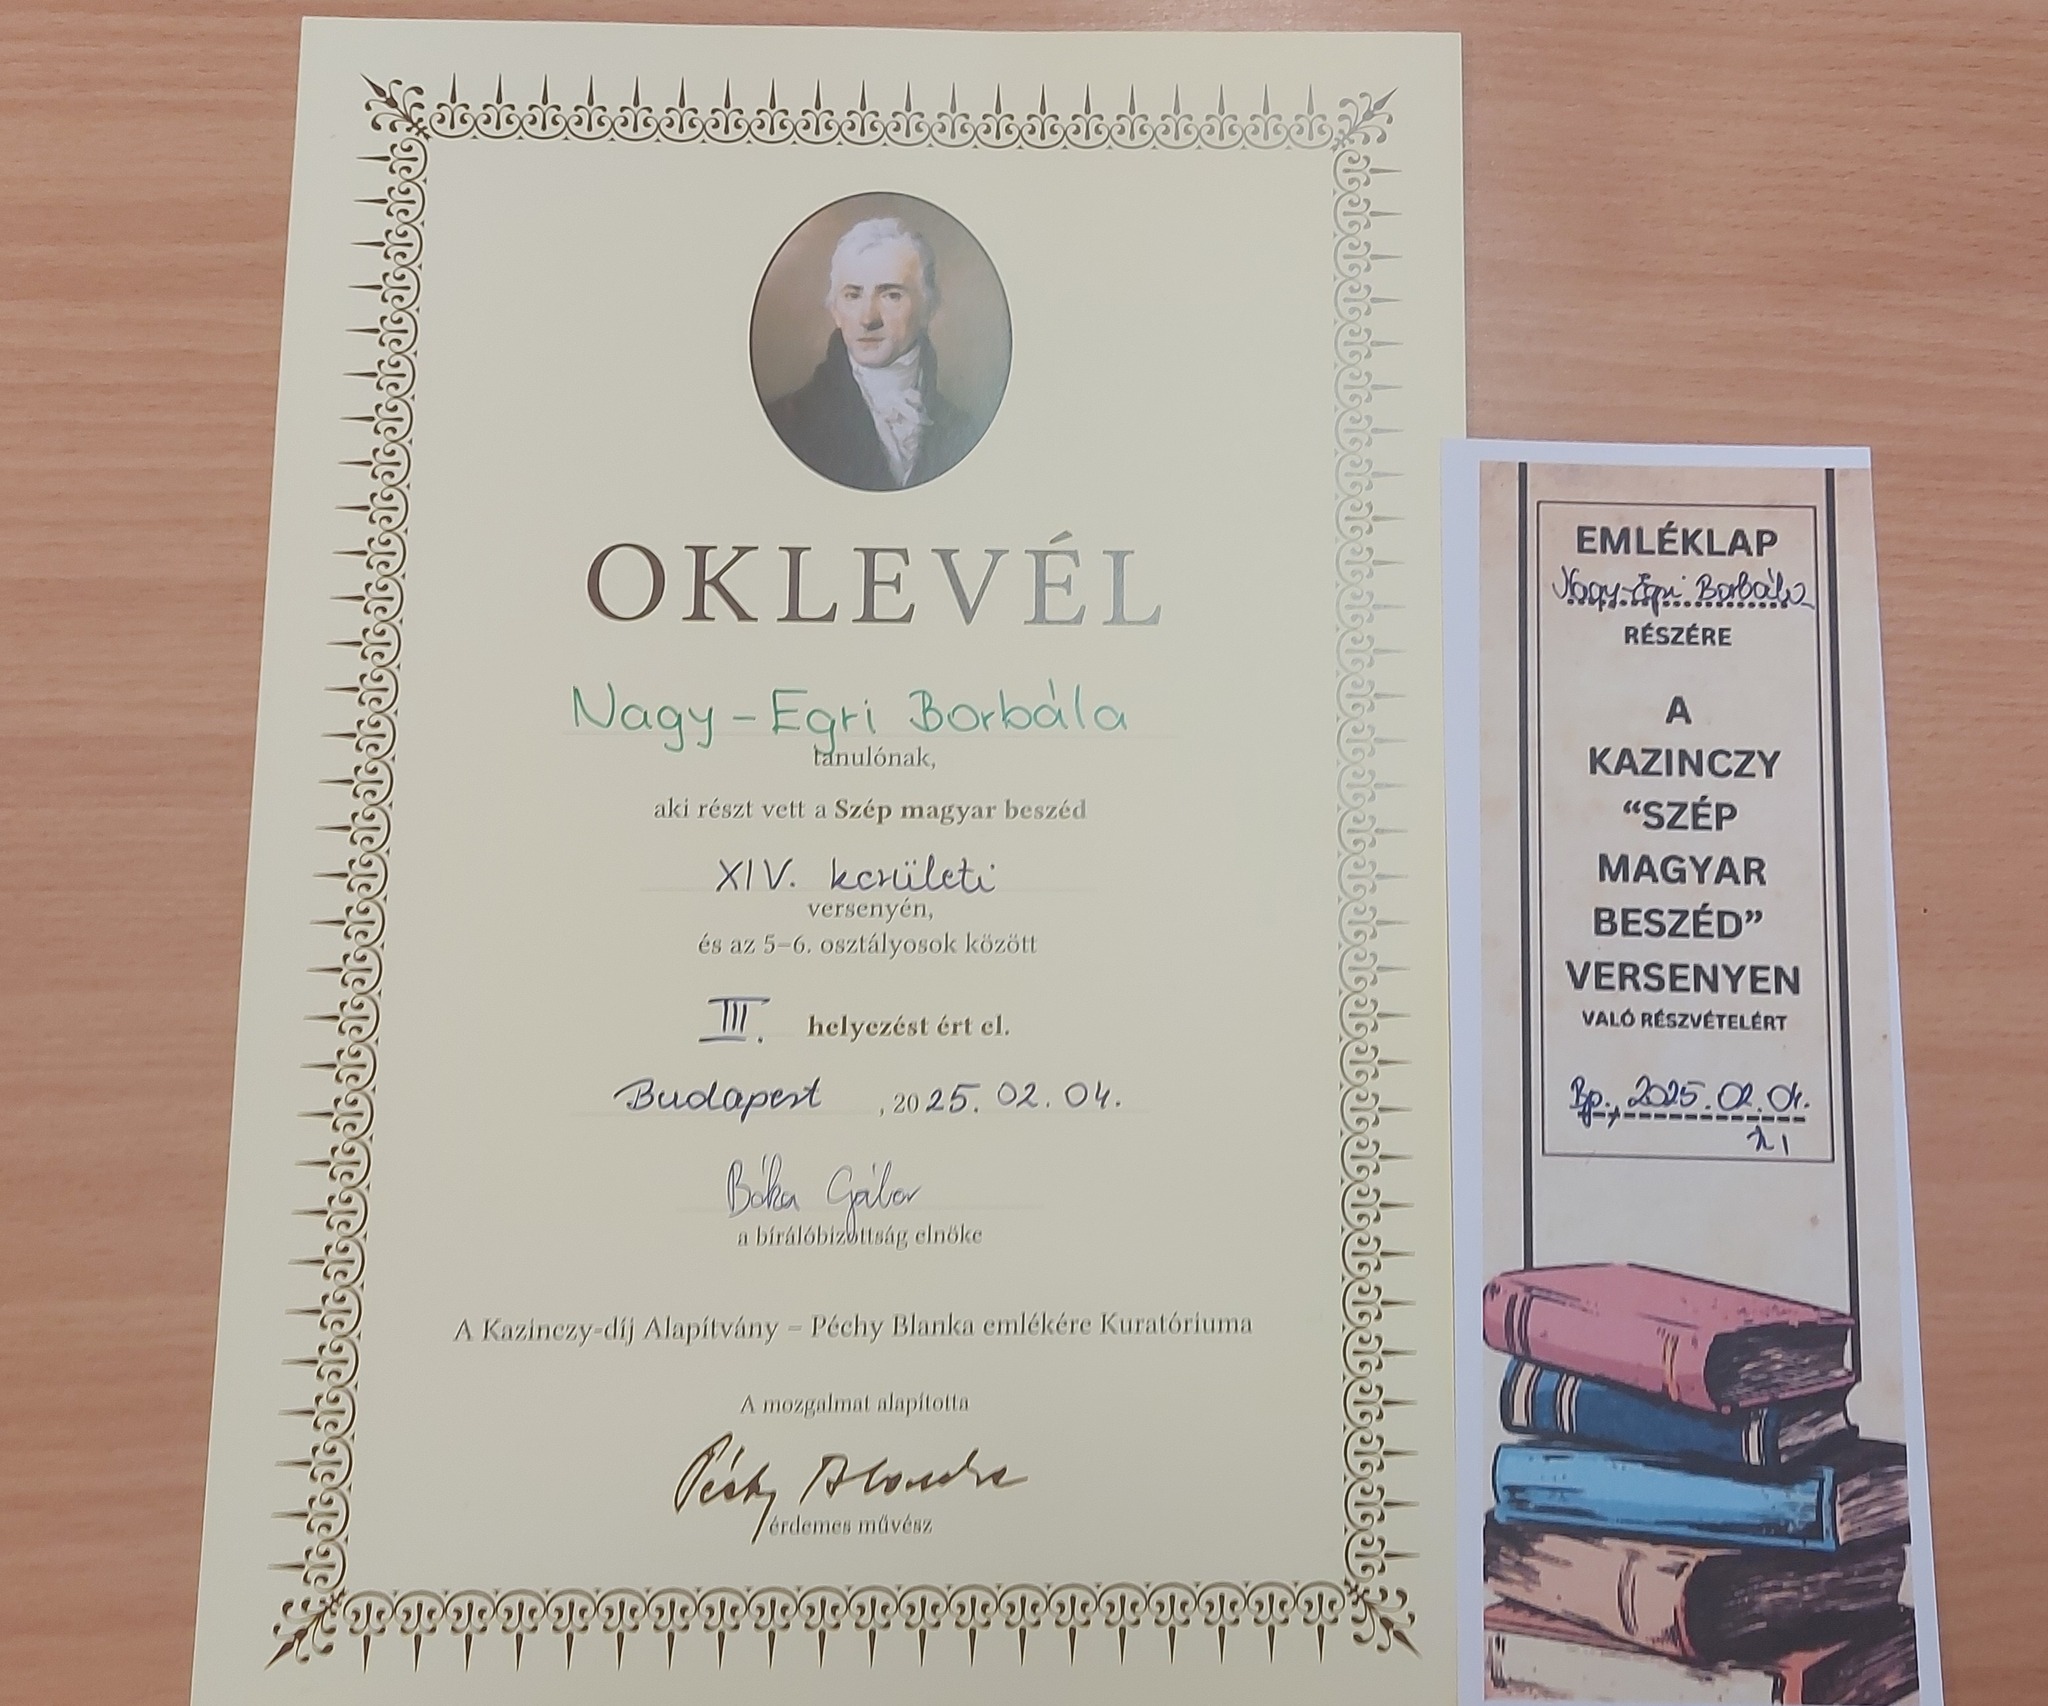 OKLEVÉL
Nagy-Egri Borbála
tanulónak,
aki részt vett a Szép magyar beszéd
XIV. kerületi
versenyén,
és az 5–6. osztályosok között
III. helyezést ért el.
Budapest, 2025. 02. 04.
Bóka Gábor
a bírálóbizottság elnöke
A Kazinczy-díj Alapítvány – Péchy Blanka emlékére Kuratóriuma
A mozgalmat alapította
Péchy Blanka
érdemes művész
EMLÉKLAP
Nagy-Egri Borbála
RÉSZÉRE
A
KAZINCZY
“SZÉP
MAGYAR
BESZÉD”
VERSENYEN
VALÓ RÉSZVÉTELÉRT
Bp., 2025. 02. 04.